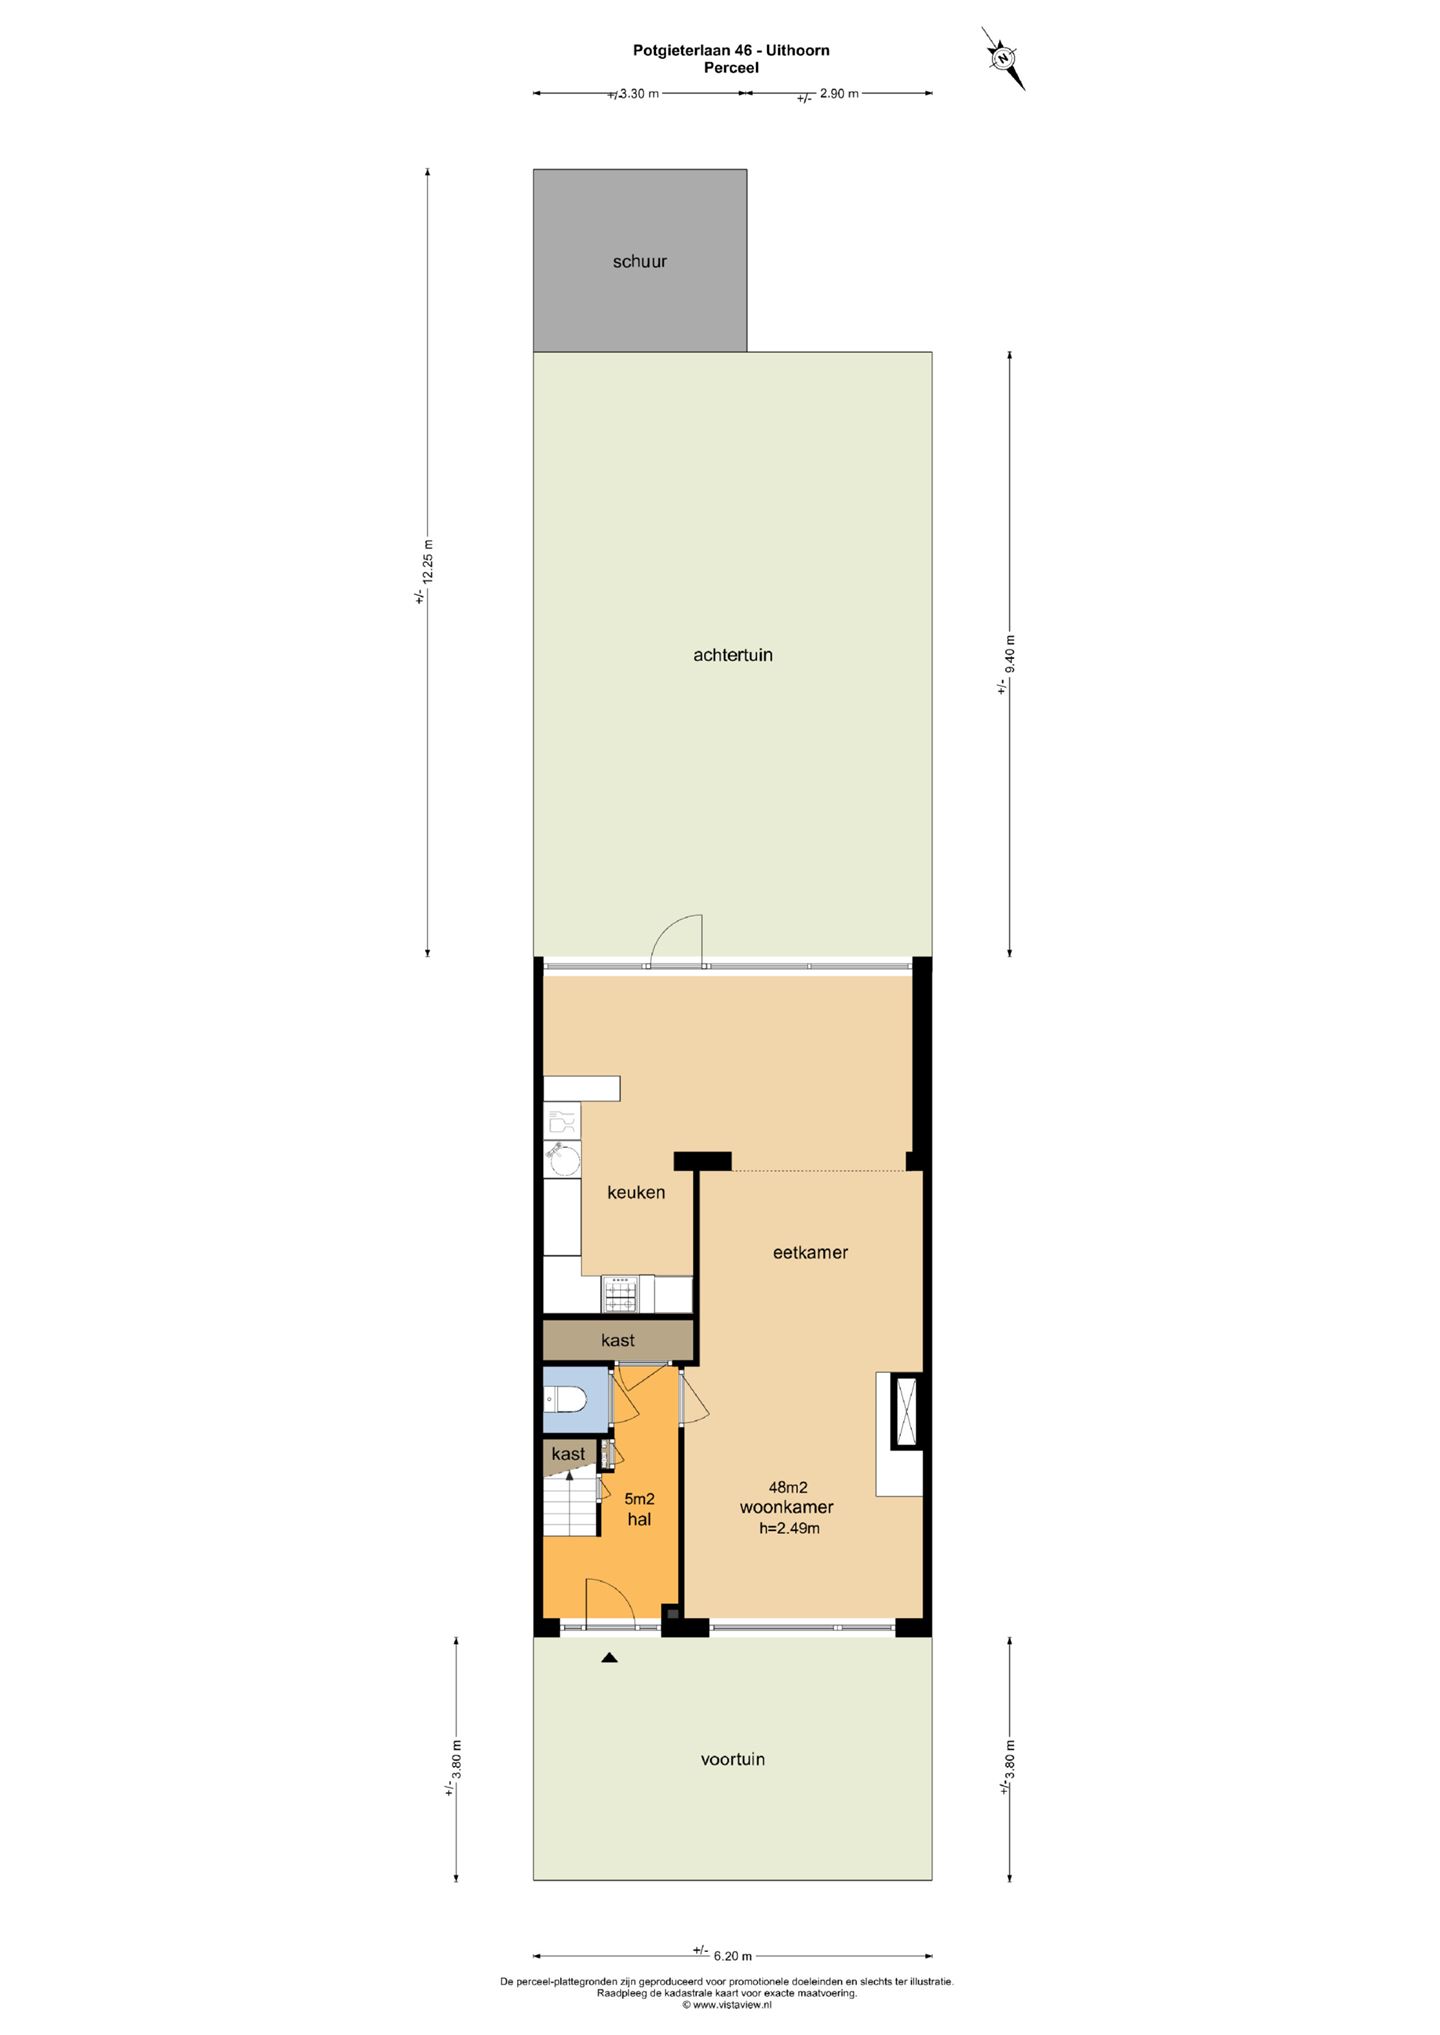 Potgieterlaan 46 - Uithoorn
Perceel
N
+/- 3.30 m
+/- 2.90 m
schuur
+/- 12.25 m
achtertuin
+/- 9.40 m
keuken
eetkamer
kast
kast
5m2
hal
48m2
woonkamer
h=2.49m
+/- 3.80 m
voortuin
+/- 3.80 m
+/- 6.20 m
De perceel-plattegronden zijn geproduceerd voor promotionele doeleinden en slechts ter illustratie.
Raadpleeg de kadastrale kaart voor exacte maatvoering.
© www.vistaview.nl